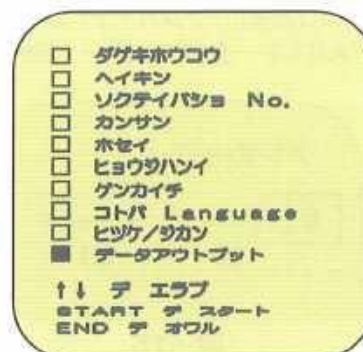 □ ダゲキホウコウ
□ ヘイキン
□ ソクテイバショ No.
□ カンサン
□ ホセイ
□ ヒョウジハンイ
□ ゲンカイチ
□ コトバ Language
□ ヒヅケ/ジカン
■ データアウトプット
↑↓ デ エラブ
START デ スタート
END デ オワル